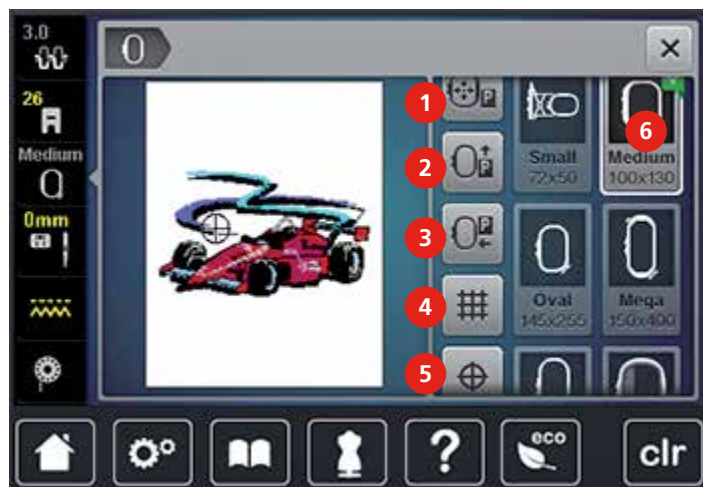 3.0
26
Medium
0mm
1
2
3
4
5
6
P
P
P
Small
72x50
Medium
100x130
Oval
145x255
Mega
150x400
?
eco
clr